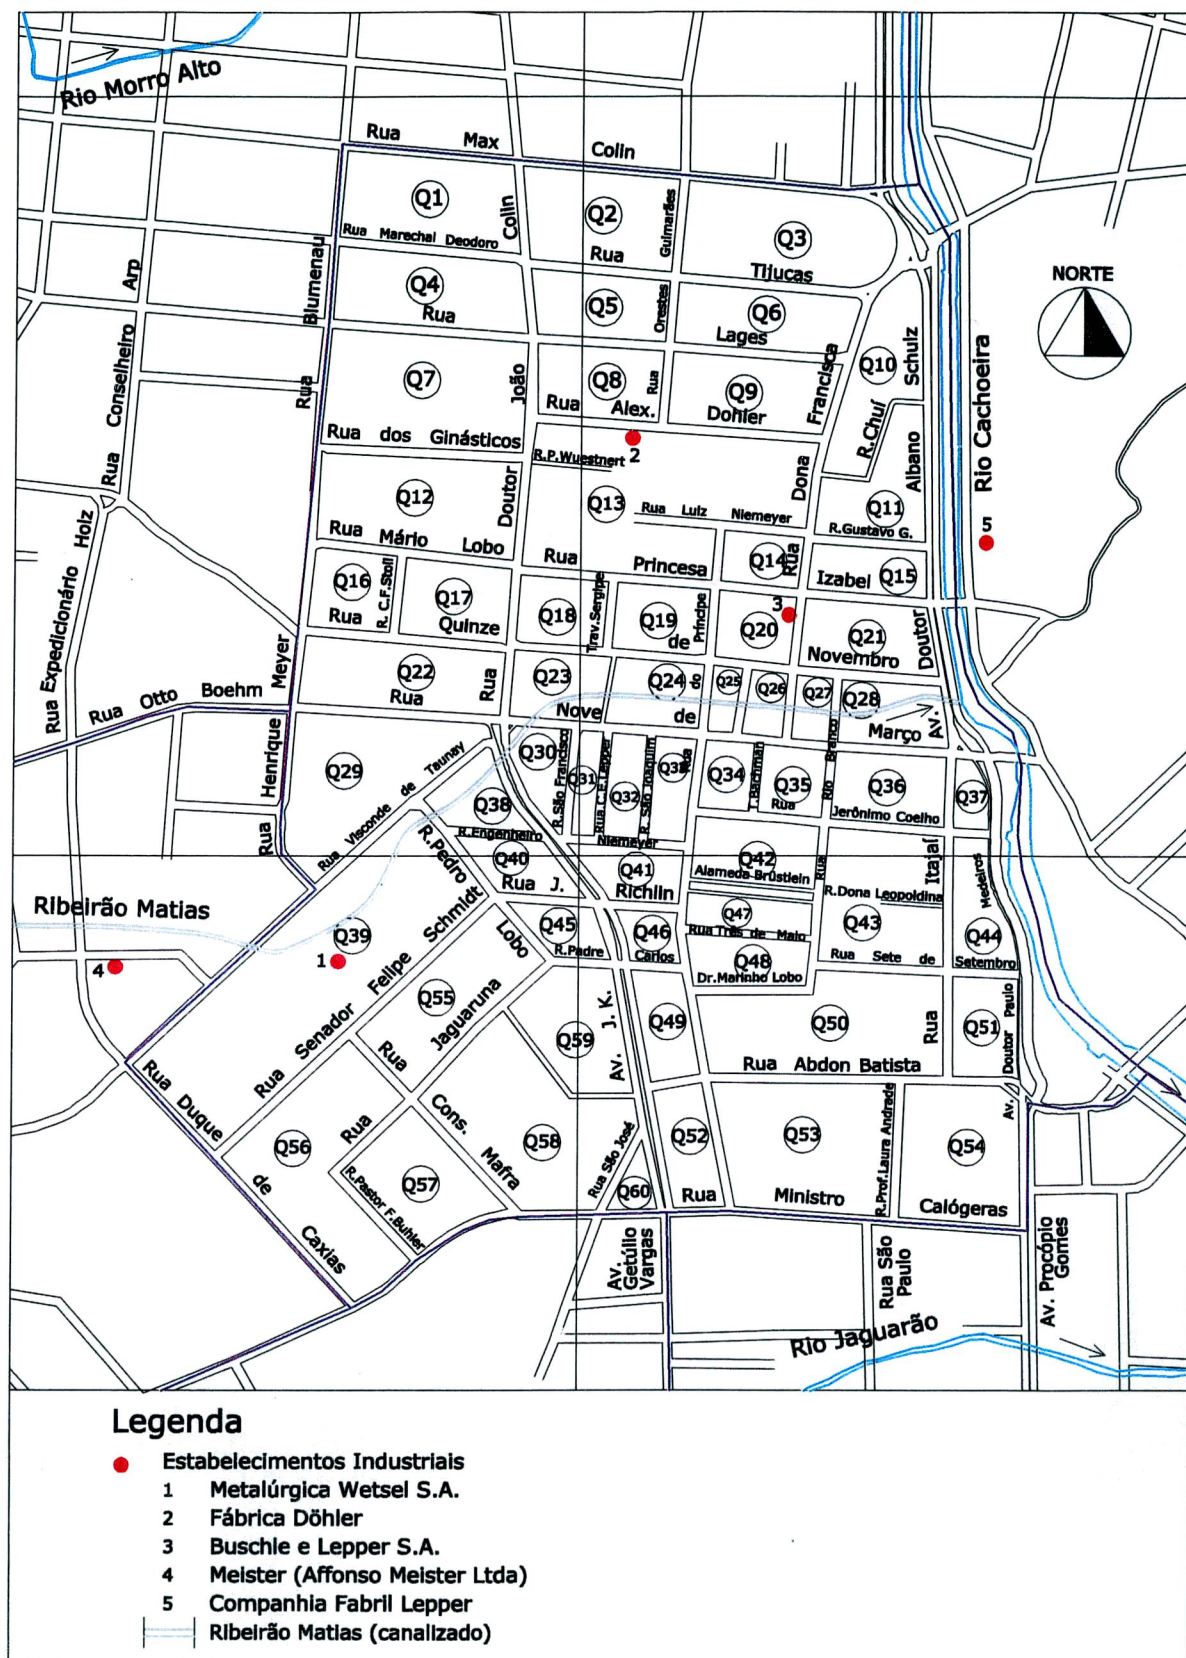 Rio Morro Alto
Rua Max Colin
Q1
Q2
Q3
Rua Marechal Deodoro
Colin
Rua
Guimarães
Tijucas
NORTE
Arp
Blumenau
Q4
Rua
Q5
Orestes
Q6
Lages
Rua Conselheiro
Rua
Q7
João
Q8
Rua
Q9
Francisca
Q10
Schulz
Rio Cachoeira
Rua Alex. Dohler
R.Chuí
Rua dos Ginásticos
2
R.P.Wuestnert
Dona
Albano
Q12
Doutor
Q13
Rua Luiz Niemeyer
Q11
R.Gustavo G.
5
Rua Mário Lobo
Rua Princesa Izabel
Q14
Rua
Q15
Rua Expedicionário Holz
Q16
R. C.F.Stoll
Q17
Q18
Trav.Sergipe
Q19
Príncipe
3
Q20
Q21
Doutor
Rua Quinze de Novembro
Meyer
Q22
Rua
Q23
Q24
do
Q25
Q26
Q27
Q28
Rua Otto Boehm
Rua Nove de Março
Av.
Henrique
Q29
Rua Visconde de Taunay
Q30
R.São Francisco
Q31
Rua C.E.Lepper
Q32
R. São Joaquim
Q33
Rua
Q34
T.Bachman
Q35
Rio Branco
Q36
Q37
Rua Jerônimo Coelho
Rua
Q38
R.Engenheiro Niemeyer
R.Pedro Lobo
Q40
Q41
Q42
Rua
Itajaí
Medeiros
Rua J. Richlin
Alameda Brüstlein
R.Dona Leopoldina
Ribeirão Matias
Q39
1
4
Q45
Q46
Q47
Rua Três de Maio
Q43
Q44
R.Padre Carlos
Rua Sete de Setembro
Q48
Dr.Marinho Lobo
Rua Senador Felipe Schmidt
Q55
Rua Jaguaruna
Q59
Av. J. K.
Q49
Q50
Rua
Q51
Av. Doutor Paulo
Rua Abdon Batista
Rua Duque de Caxias
Rua Cons. Mafra
Q56
Q57
R.Pastor F.Buhler
Q58
Rua São José
Q60
Q52
Q53
R.Prof.Laura Andrade
Q54
Rua Ministro Calógeras
Av. Getúlio Vargas
Rua São Paulo
Av. Procópio Gomes
Rio Jaguarão
Legenda
Estabelecimentos Industriais
1 Metalúrgica Wetsel S.A.
2 Fábrica Döhler
3 Buschle e Lepper S.A.
4 Meister (Affonso Meister Ltda)
5 Companhia Fabril Lepper
Ribeirão Matias (canalizado)